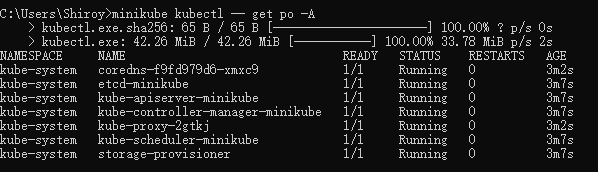 C:\Users\Shiroy>minikube kubectl -- get po -A
> kubectl.exe.sha256: 65 B / 65 B [--------------------------] 100.00% ? p/s 0s
> kubectl.exe: 42.26 MiB / 42.26 MiB [-----------] 100.00% 33.78 MiB p/s 2s
NAMESPACE NAME READY STATUS RESTARTS AGE
kube-system coredns-f9fd979d6-xmxc9 1/1 Running 0 3m2s
kube-system etcd-minikube 1/1 Running 0 3m7s
kube-system kube-apiserver-minikube 1/1 Running 0 3m7s
kube-system kube-controller-manager-minikube 1/1 Running 0 3m7s
kube-system kube-proxy-2gtkj 1/1 Running 0 3m2s
kube-system kube-scheduler-minikube 1/1 Running 0 3m7s
kube-system storage-provisioner 1/1 Running 0 3m7s